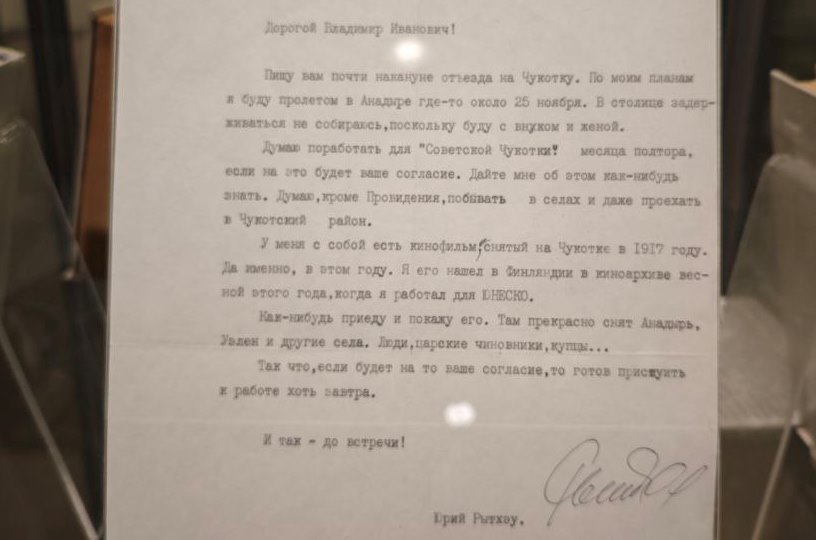 Дорогой Владимир Иванович!
Пишу вам почти накануне отъезда на Чукотку. По моим планам
я буду пролетом в Анадыре где-то около 25 ноября. В столице задер-
живаться не собираюсь,поскольку буду с внуком и женой.
Думаю поработать для "Советской Чукотки" месяца полтора,
если на это будет ваше согласие. Дайте мне об этом как-нибудь
знать. Думаю,кроме Провидения,побывать в селах и даже проехать
в Чукотский район.
У меня с собой есть кинофильм, снятый на Чукотке в 1917 году.
Да именно, в этом году. Я его нашел в Финляндии в киноархиве вес-
ной этого года,когда я работал для ЮНЕСКО.
Как-нибудь приеду и покажу его. Там прекрасно снят Анадырь,
Уэлен и другие села. Люди,царские чиновники,купцы...
Так что,если будет на то ваше согласие,то готов приступить
к работе хоть завтра.
И так - до встречи!
Юрий Рытхэу.